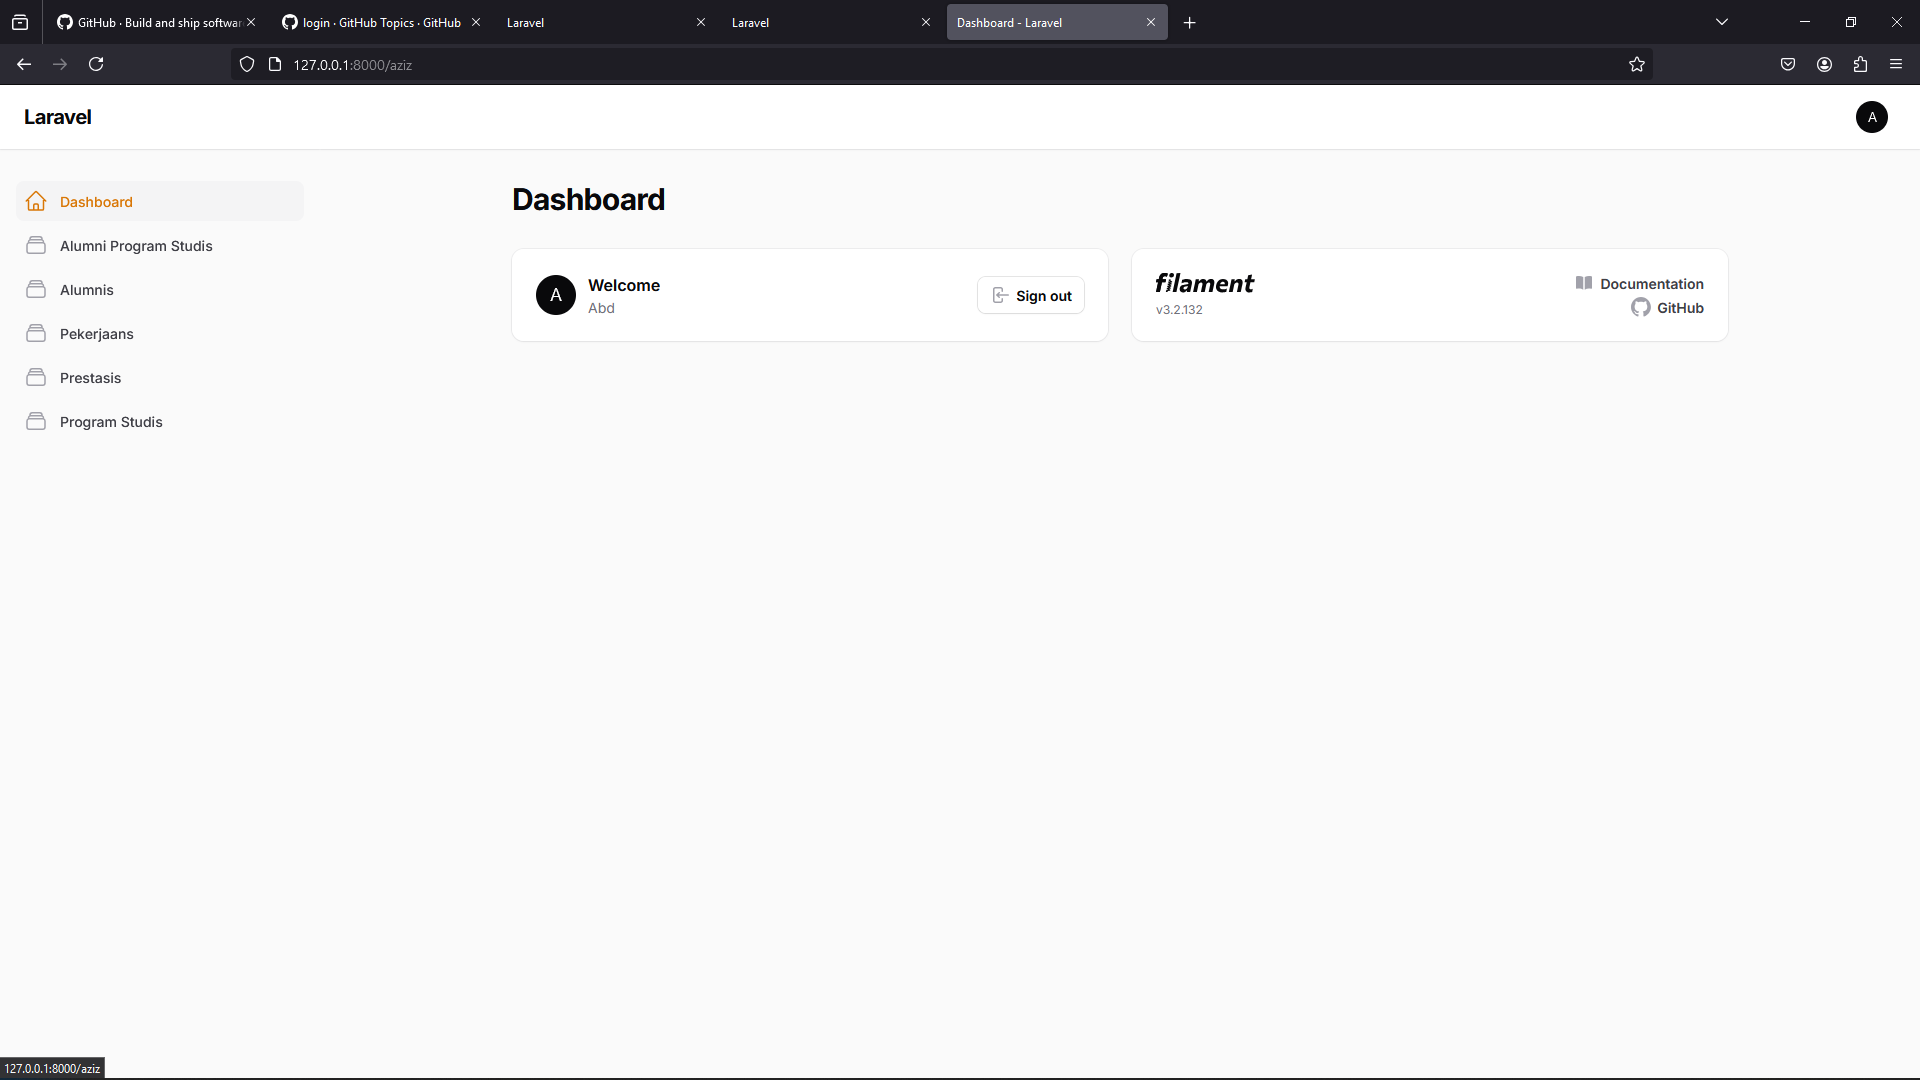 GitHub · Build and ship softwar
login · GitHub Topics · GitHub
Laravel
Laravel
Dashboard - Laravel
127.0.0.1:8000/aziz
Laravel
A
Dashboard
Alumni Program Studis
Alumnis
Pekerjaans
Prestasis
Program Studis
Dashboard
A
Welcome
Abd
Sign out
filament
v3.2.132
Documentation
GitHub
127.0.0.1:8000/aziz